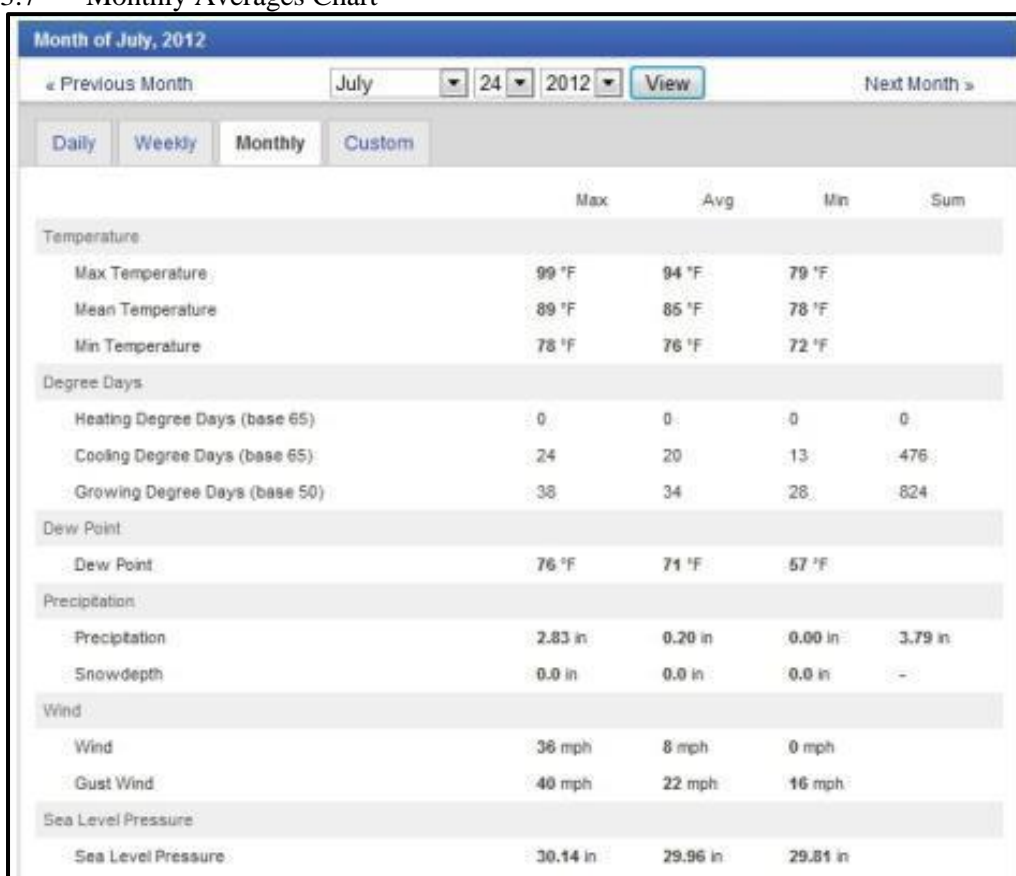 3.7 Monthly Averages Chart
Month of July, 2012
« Previous Month July 24 2012 View Next Month »
Daily Weekly Monthly Custom
Max Avg Min Sum
Temperature
Max Temperature 99 °F 94 °F 79 °F
Mean Temperature 89 °F 85 °F 78 °F
Min Temperature 78 °F 76 °F 72 °F
Degree Days
Heating Degree Days (base 65) 0 0 0 0
Cooling Degree Days (base 65) 24 20 13 476
Growing Degree Days (base 50) 38 34 28 824
Dew Point
Dew Point 76 °F 71 °F 57 °F
Precipitation
Precipitation 2.83 in 0.20 in 0.00 in 3.79 in
Snowdepth 0.0 in 0.0 in 0.0 in -
Wind
Wind 36 mph 8 mph 0 mph
Gust Wind 40 mph 22 mph 16 mph
Sea Level Pressure
Sea Level Pressure 30.14 in 29.96 in 29.81 in